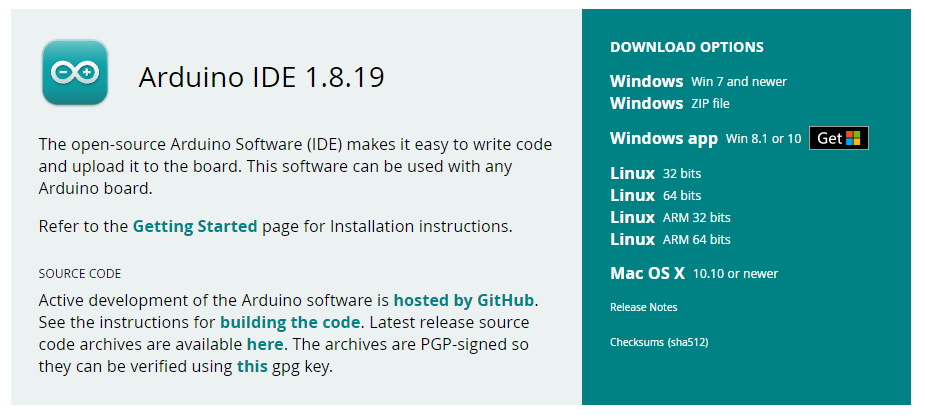 Arduino IDE 1.8.19
The open-source Arduino Software (IDE) makes it easy to write code
and upload it to the board. This software can be used with any
Arduino board.
Refer to the Getting Started page for Installation instructions.
SOURCE CODE
Active development of the Arduino software is hosted by GitHub.
See the instructions for building the code. Latest release source
code archives are available here. The archives are PGP-signed so
they can be verified using this gpg key.
DOWNLOAD OPTIONS
Windows Win 7 and newer
Windows ZIP file
Windows app Win 8.1 or 10 Get
Linux 32 bits
Linux 64 bits
Linux ARM 32 bits
Linux ARM 64 bits
Mac OS X 10.10 or newer
Release Notes
Checksums (sha512)